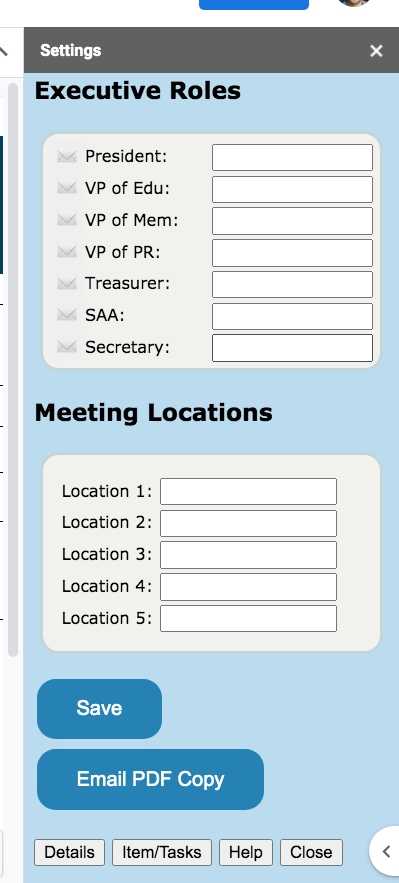 Settings
Executive Roles
President:
VP of Edu:
VP of Mem:
VP of PR:
Treasurer:
SAA:
Secretary:
Meeting Locations
Location 1:
Location 2:
Location 3:
Location 4:
Location 5:
Save
Email PDF Copy
Details Item/Tasks Help Close